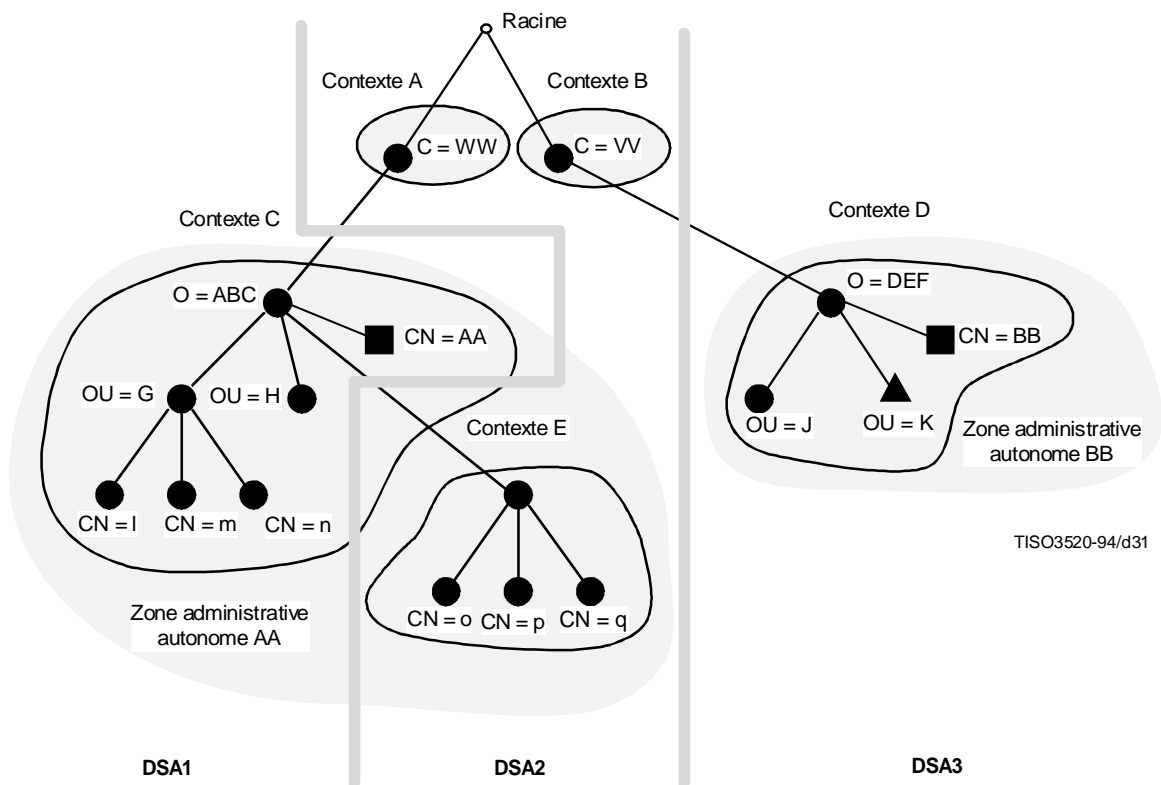 Racine
Contexte A
Contexte B
C = WW
C = VV
Contexte C
Contexte D
O = ABC
O = DEF
CN = AA
CN = BB
OU = G
OU = H
OU = J
OU = K
Contexte E
Zone administrative
autonome BB
CN = l
CN = m
CN = n
TISO3520-94/d31
Zone administrative
autonome AA
CN = o
CN = p
CN = q
DSA1
DSA2
DSA3